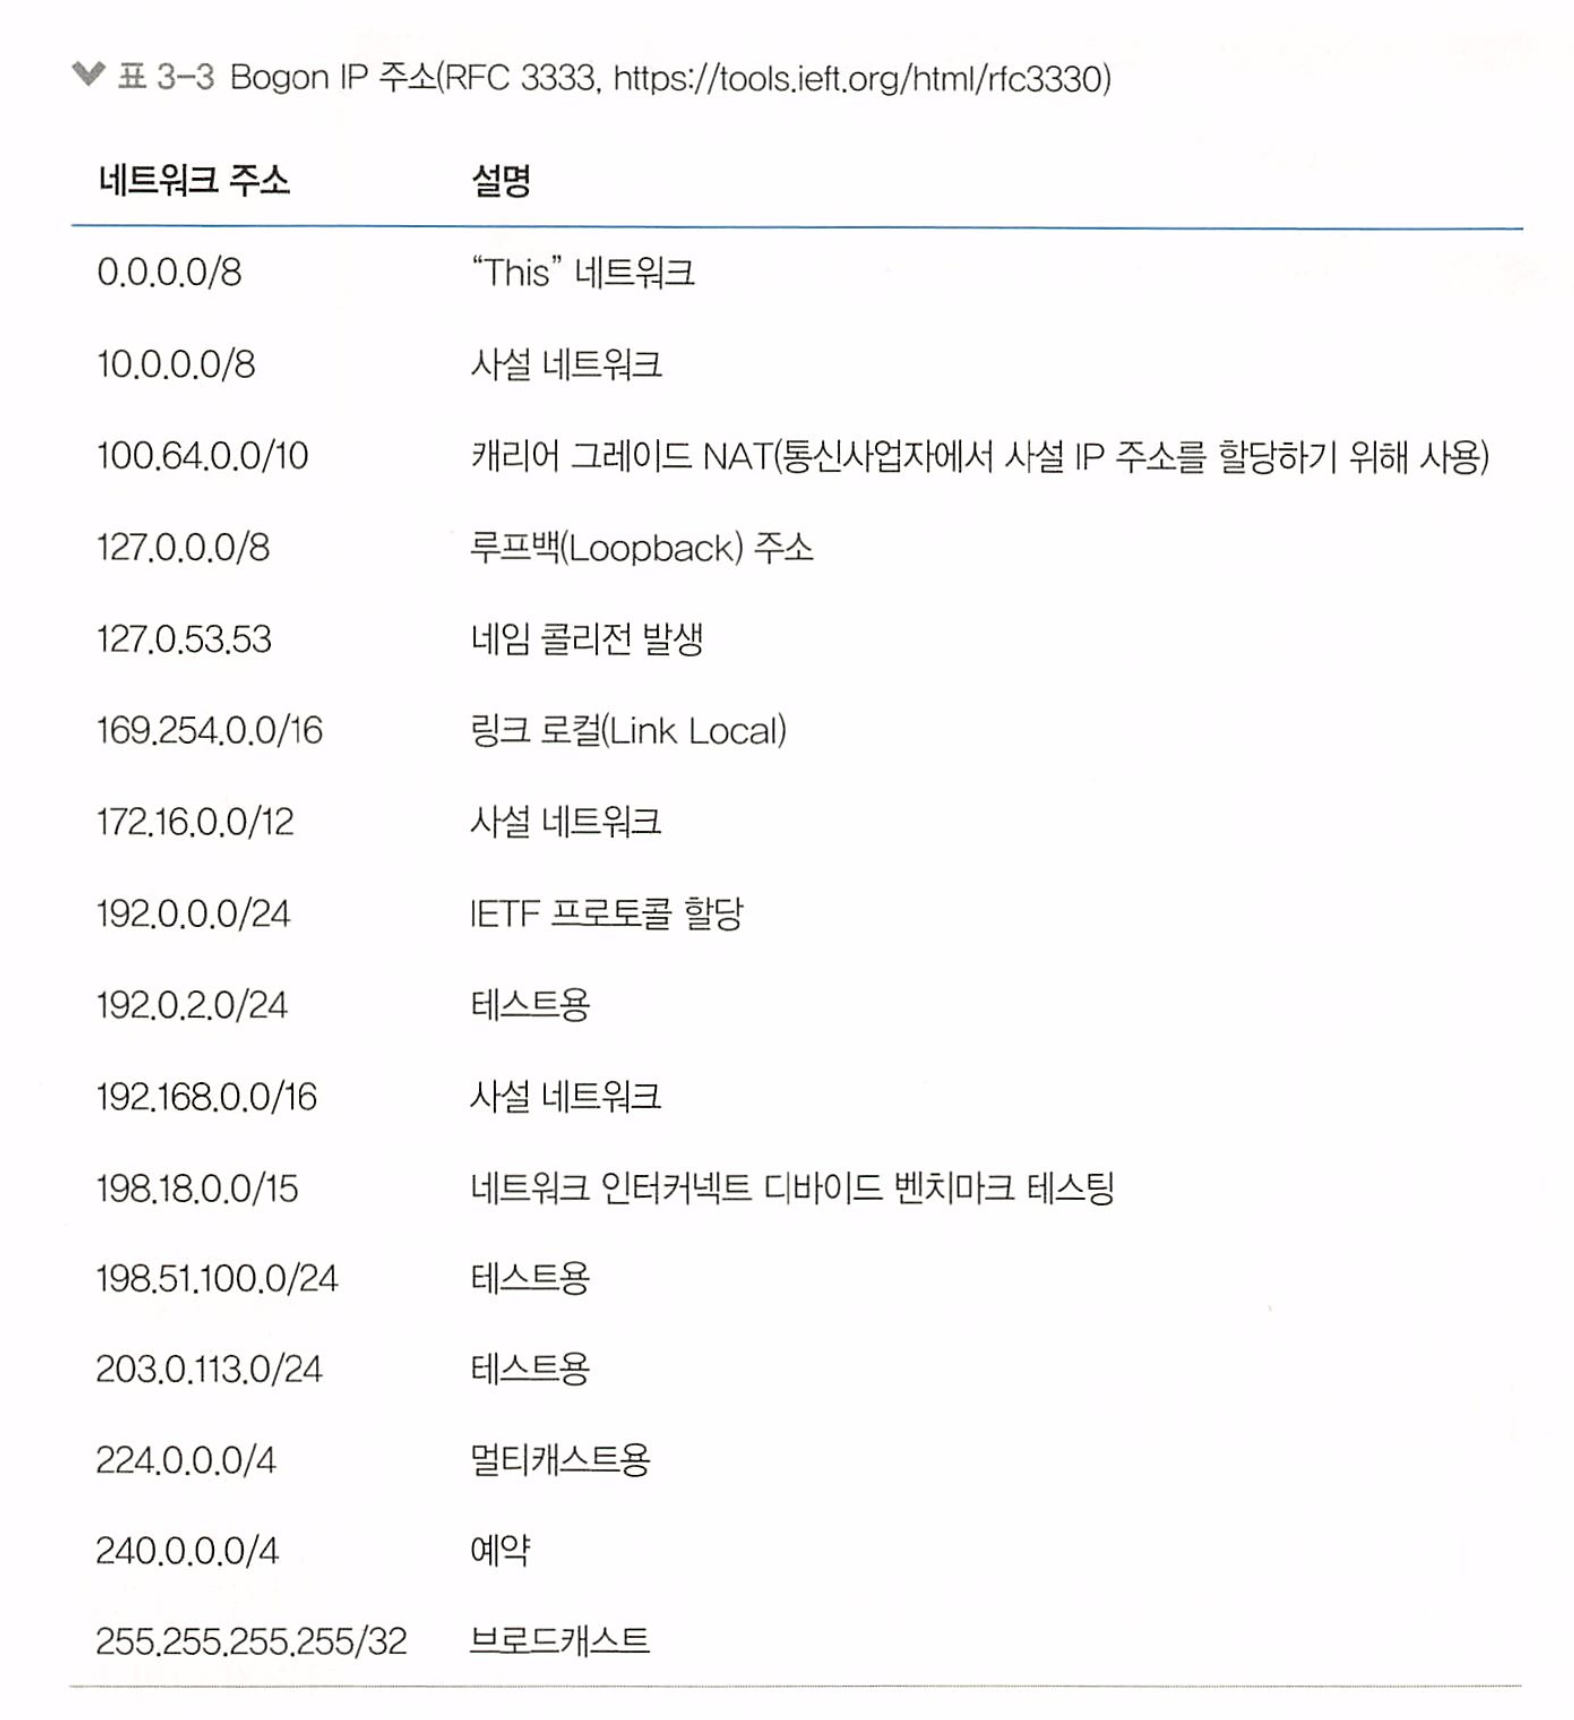 표 3-3 Bogon IP 주소(RFC 3333, https://tools.ieft.org/html/rfc3330)
네트워크 주소 설명
0.0.0.0/8 “This” 네트워크
10.0.0.0/8 사설 네트워크
100.64.0.0/10 캐리어 그레이드 NAT(통신사업자에서 사설 IP 주소를 할당하기 위해 사용)
127.0.0.0/8 루프백(Loopback) 주소
127.0.53.53 네임 콜리전 발생
169.254.0.0/16 링크 로컬(Link Local)
172.16.0.0/12 사설 네트워크
192.0.0.0/24 IETF 프로토콜 할당
192.0.2.0/24 테스트용
192.168.0.0/16 사설 네트워크
198.18.0.0/15 네트워크 인터커넥트 디바이드 벤치마크 테스팅
198.51.100.0/24 테스트용
203.0.113.0/24 테스트용
224.0.0.0/4 멀티캐스트용
240.0.0.0/4 예약
255.255.255.255/32 브로드캐스트